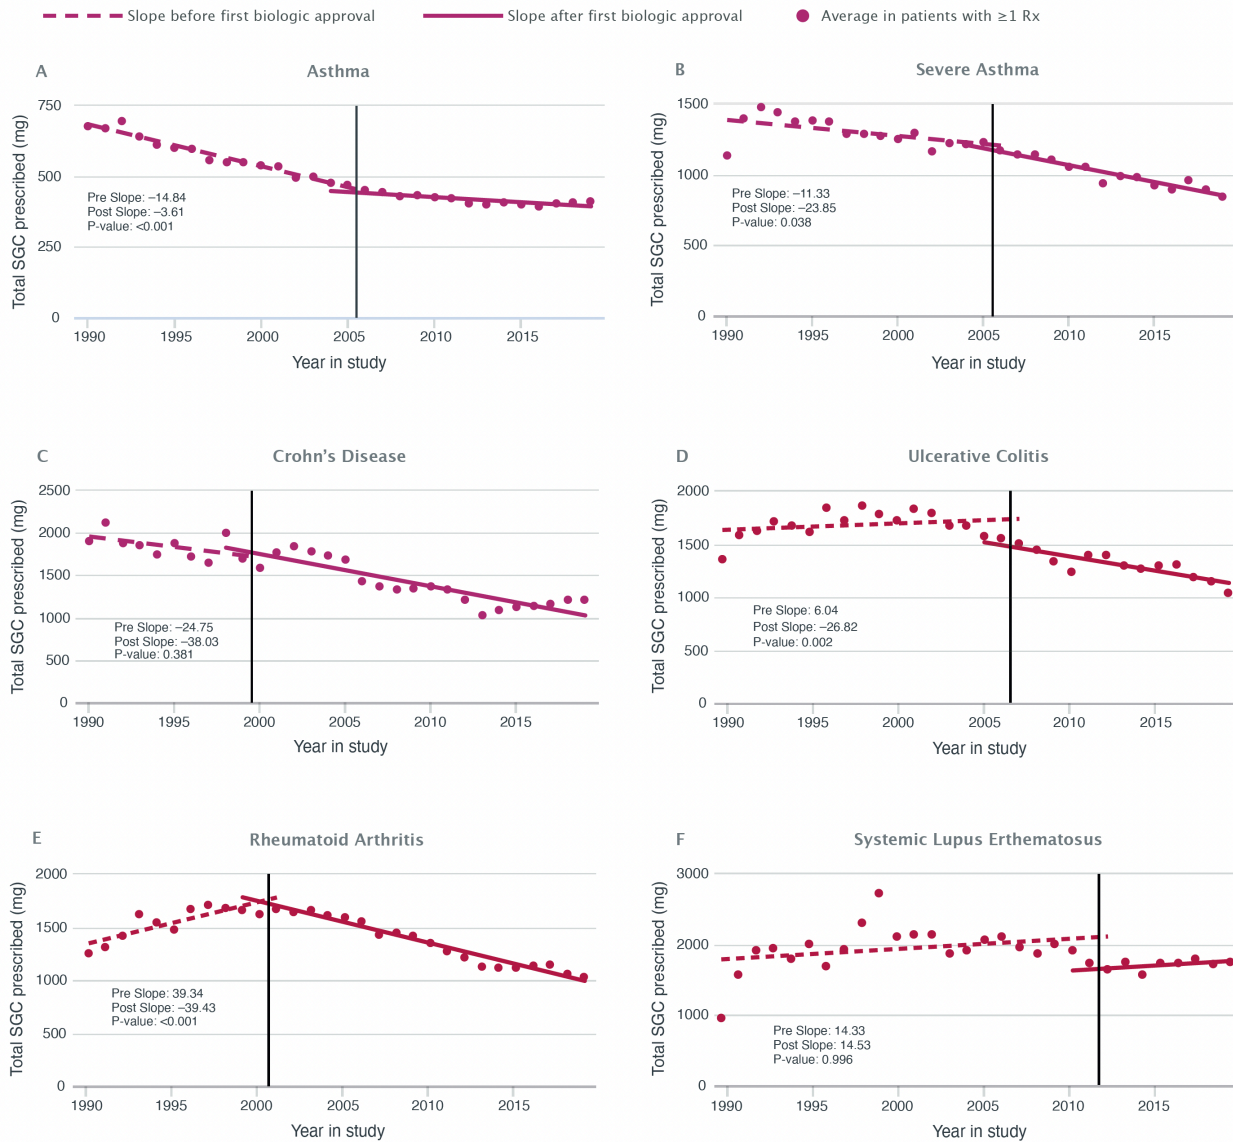 Slope before first biologic approval
Slope after first biologic approval
Average in patients with ≥1 Rx
A
Asthma
Total SGC prescribed (mg)
750
500
250
0
Pre Slope: –14.84
Post Slope: –3.61
P-value: <0.001
1990
1995
2000
2005
2010
2015
Year in study
B
Severe Asthma
Total SGC prescribed (mg)
1500
1000
500
0
Pre Slope: –11.33
Post Slope: –23.85
P-value: 0.038
1990
1995
2000
2005
2010
2015
Year in study
C
Crohn's Disease
Total SGC prescribed (mg)
2500
2000
1500
1000
500
0
Pre Slope: –24.75
Post Slope: –38.03
P-value: 0.381
1990
1995
2000
2005
2010
2015
Year in study
D
Ulcerative Colitis
Total SGC prescribed (mg)
2000
1500
1000
500
0
Pre Slope: 6.04
Post Slope: –26.82
P-value: 0.002
1990
1995
2000
2005
2010
2015
Year in study
E
Rheumatoid Arthritis
Total SGC prescribed (mg)
2000
1500
1000
500
0
Pre Slope: 39.34
Post Slope: –39.43
P-value: <0.001
1990
1995
2000
2005
2010
2015
Year in study
F
Systemic Lupus Erthematosus
Total SGC prescribed (mg)
3000
2000
1000
0
Pre Slope: 14.33
Post Slope: 14.53
P-value: 0.996
1990
1995
2000
2005
2010
2015
Year in study